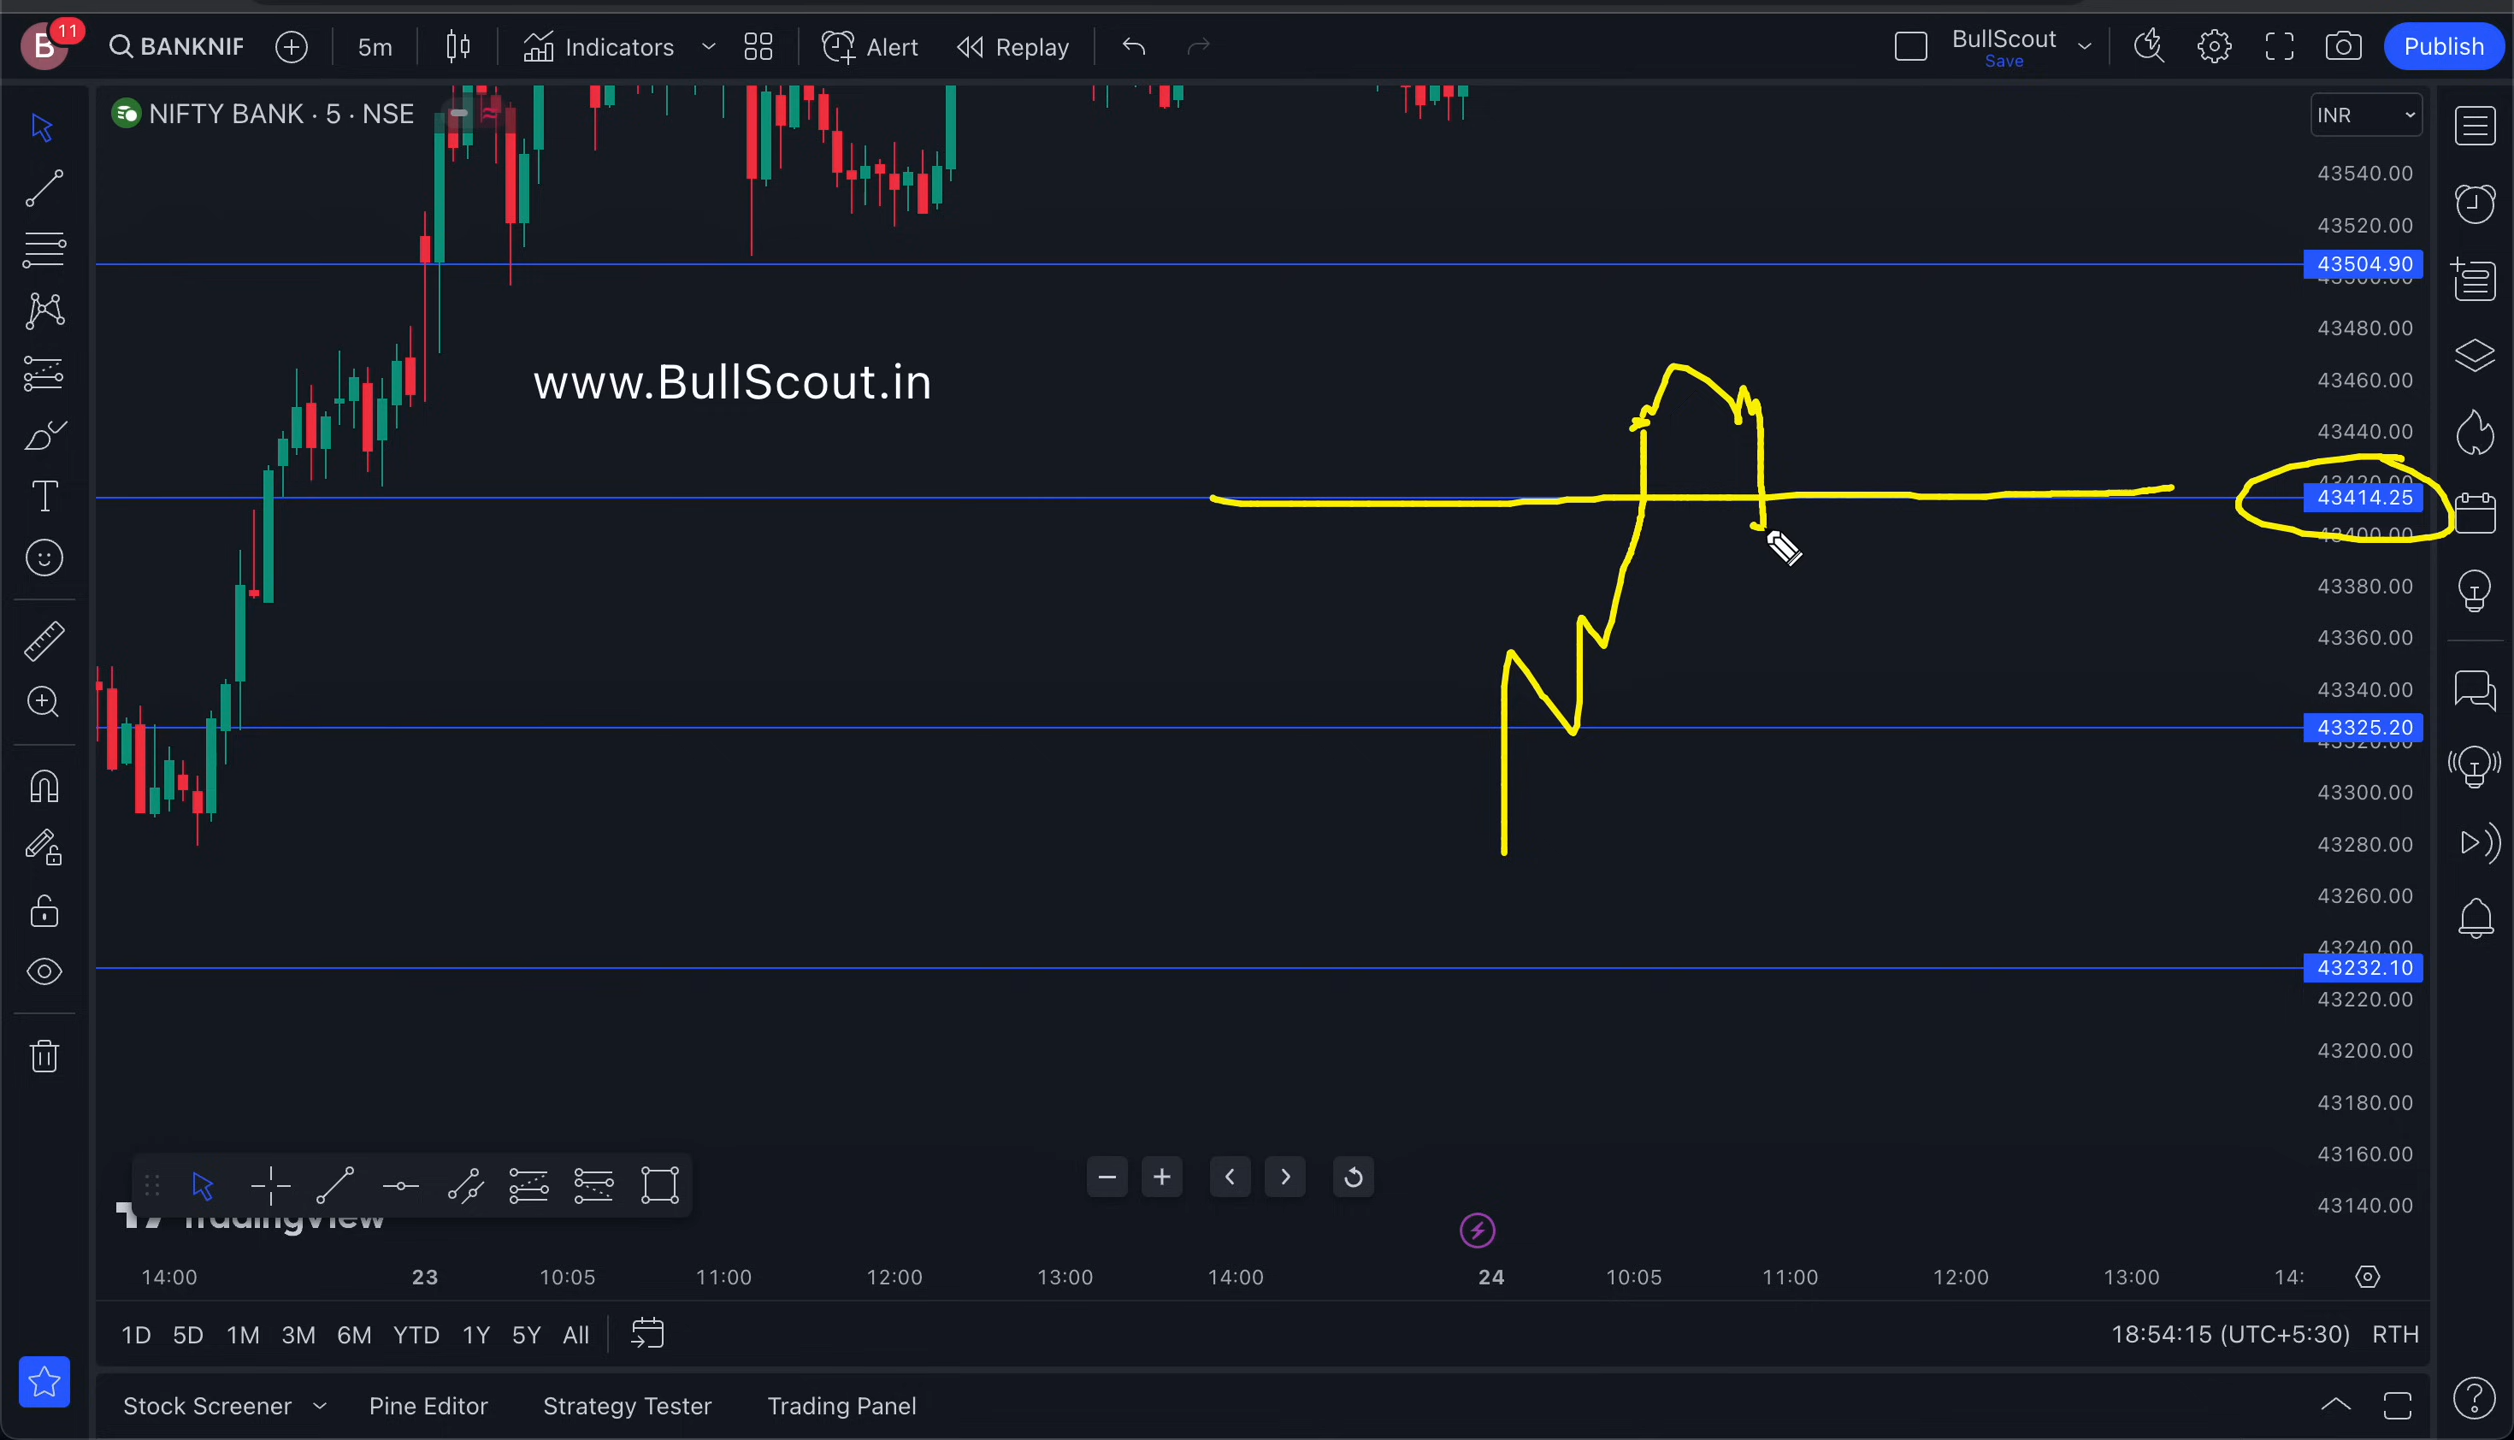 B 11 BANKNIF 5m Indicators Alert Replay BullScout Publish
Save
NIFTY BANK · 5 · NSE
INR
43540.00
43520.00
43504.90
43480.00
www.BullScout.in
43460.00
43440.00
43414.25
43400.00
43380.00
43360.00
43340.00
43325.20
43300.00
43280.00
43260.00
43240.00
43232.10
43220.00
43200.00
43180.00
43160.00
43140.00
TradingView
14:00 23 10:05 11:00 12:00 13:00 14:00 24 10:05 11:00 12:00 13:00 14:
1D 5D 1M 3M 6M YTD 1Y 5Y All 18:54:15 (UTC+5:30) RTH
Stock Screener Pine Editor Strategy Tester Trading Panel